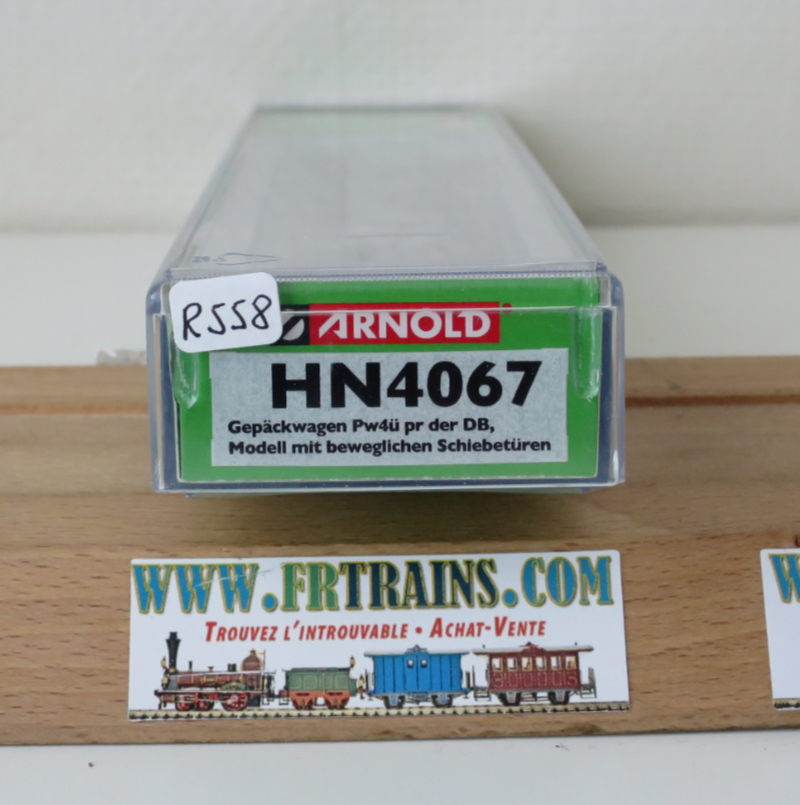 R558
ARNOLD
HN4067
Gepäckwagen Pw4ü pr der DB,
Modell mit beweglichen Schiebetüren
WWW.FRTRAINS.COM
TROUVEZ L'INTROUVABLE • ACHAT-VENTE
W